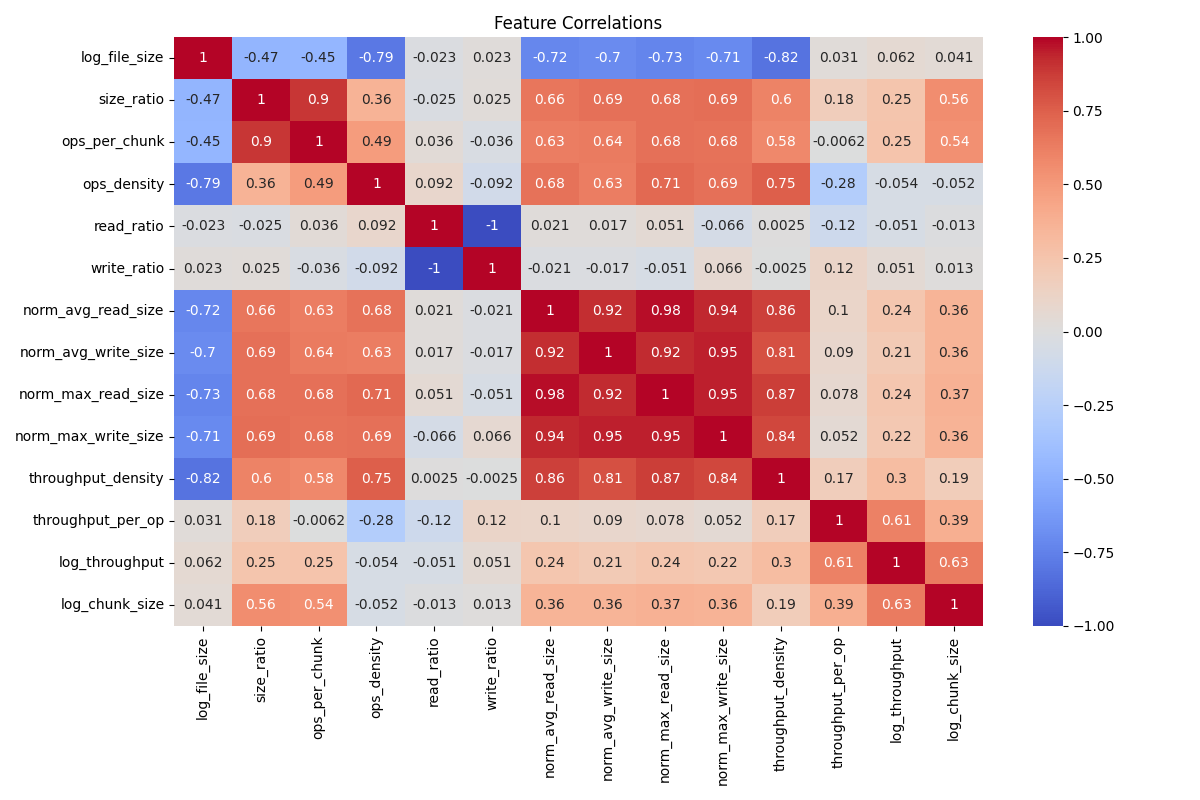 Feature Correlations
log_file_size 1 -0.47 -0.45 -0.79 -0.023 0.023 -0.72 -0.7 -0.73 -0.71 -0.82 0.031 0.062 0.041
size_ratio -0.47 1 0.9 0.36 -0.025 0.025 0.66 0.69 0.68 0.69 0.6 0.18 0.25 0.56
ops_per_chunk -0.45 0.9 1 0.49 0.036 -0.036 0.63 0.64 0.68 0.68 0.58 -0.0062 0.25 0.54
ops_density -0.79 0.36 0.49 1 0.092 -0.092 0.68 0.63 0.71 0.69 0.75 -0.28 -0.054 -0.052
read_ratio -0.023 -0.025 0.036 0.092 1 -1 0.021 0.017 0.051 -0.066 0.0025 -0.12 -0.051 -0.013
write_ratio 0.023 0.025 -0.036 -0.092 -1 1 -0.021 -0.017 -0.051 0.066 -0.0025 0.12 0.051 0.013
norm_avg_read_size -0.72 0.66 0.63 0.68 0.021 -0.021 1 0.92 0.98 0.94 0.86 0.1 0.24 0.36
norm_avg_write_size -0.7 0.69 0.64 0.63 0.017 -0.017 0.92 1 0.92 0.95 0.81 0.09 0.21 0.36
norm_max_read_size -0.73 0.68 0.68 0.71 0.051 -0.051 0.98 0.92 1 0.95 0.87 0.078 0.24 0.37
norm_max_write_size -0.71 0.69 0.68 0.69 -0.066 0.066 0.94 0.95 0.95 1 0.84 0.052 0.22 0.36
throughput_density -0.82 0.6 0.58 0.75 0.0025 -0.0025 0.86 0.81 0.87 0.84 1 0.17 0.3 0.19
throughput_per_op 0.031 0.18 -0.0062 -0.28 -0.12 0.12 0.1 0.09 0.078 0.052 0.17 1 0.61 0.39
log_throughput 0.062 0.25 0.25 -0.054 -0.051 0.051 0.24 0.21 0.24 0.22 0.3 0.61 1 0.63
log_chunk_size 0.041 0.56 0.54 -0.052 -0.013 0.013 0.36 0.36 0.37 0.36 0.19 0.39 0.63 1
log_file_size
size_ratio
ops_per_chunk
ops_density
read_ratio
write_ratio
norm_avg_read_size
norm_avg_write_size
norm_max_read_size
norm_max_write_size
throughput_density
throughput_per_op
log_throughput
log_chunk_size
1.00
0.75
0.50
0.25
0.00
−0.25
−0.50
−0.75
−1.00